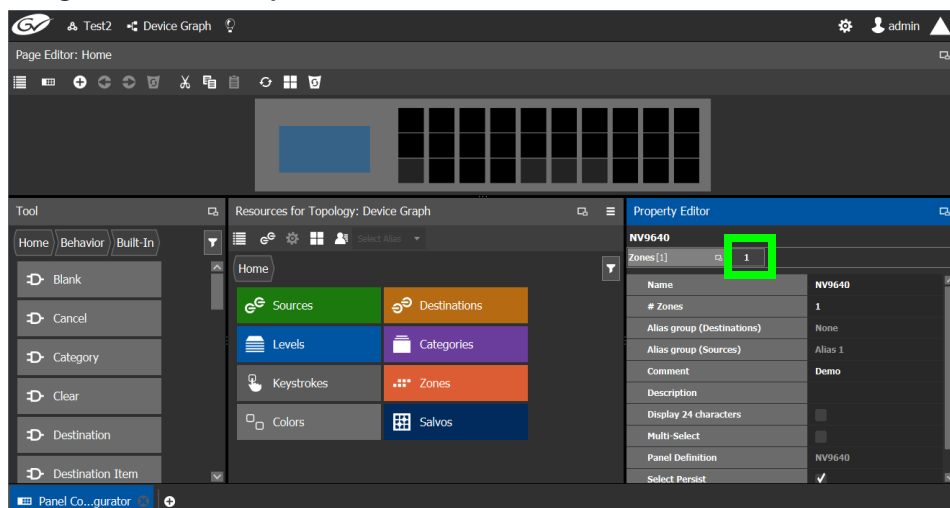 GV Test2 Device Graph admin
Page Editor: Home
Tool
Home Behavior Built-In
Blank
Cancel
Category
Clear
Destination
Destination Item
Resources for Topology: Device Graph
Select Alias
Home
Sources Destinations
Levels Categories
Keystrokes Zones
Colors Salvos
Property Editor
NV9640
Zones [1] 1
Name NV9640
# Zones 1
Alias group (Destinations) None
Alias group (Sources) Alias 1
Comment Demo
Description
Display 24 characters
Multi-Select
Panel Definition NV9640
Select Persist
Panel Co...gurator